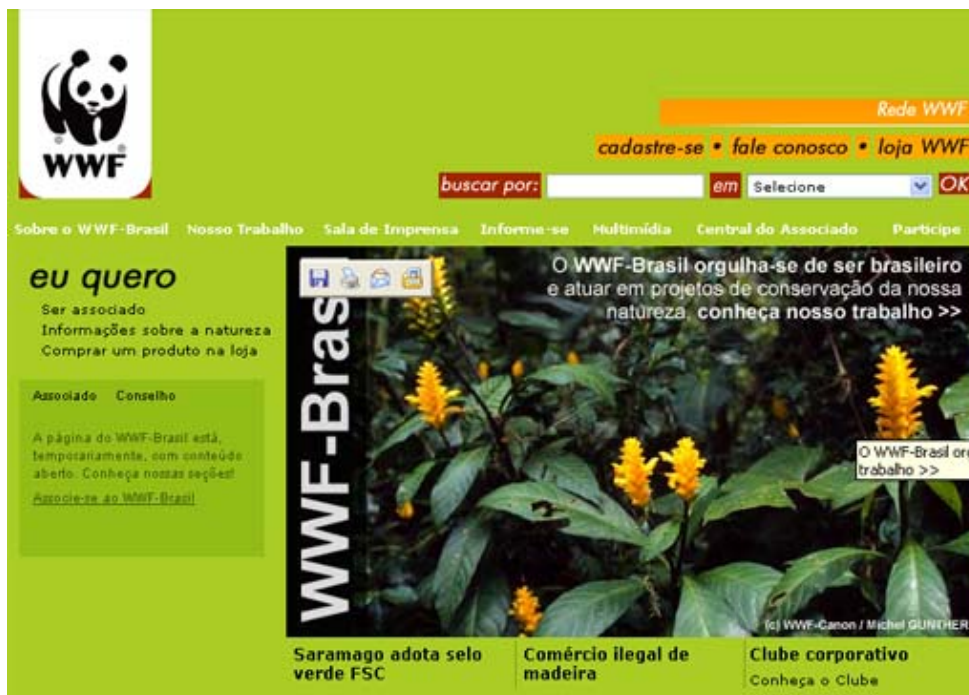 WWF
Rede WWF
cadastre-se • fale conosco • loja WWF
buscar por: em Selecione OK
Sobre o WWF-Brasil Nosso Trabalho Sala de Imprensa Informe-se Multimídia Central do Associado Participe
eu quero
Ser associado
Informações sobre a natureza
Comprar um produto na loja
Associado Conselho
A página do WWF-Brasil está,
temporariamente, com conteúdo
aberto. Conheça nossas seções!
Associe-se ao WWF-Brasil
WWF-Bras
O WWF-Brasil orgulha-se de ser brasileiro
e atuar em projetos de conservação da nossa
natureza, conheça nosso trabalho >>
O WWF-Brasil org
trabalho >>
(c) WWF-Canon / Michel GUNTHER
Saramago adota selo
verde FSC
Comércio ilegal de
madeira
Clube corporativo
Conheça o Clube